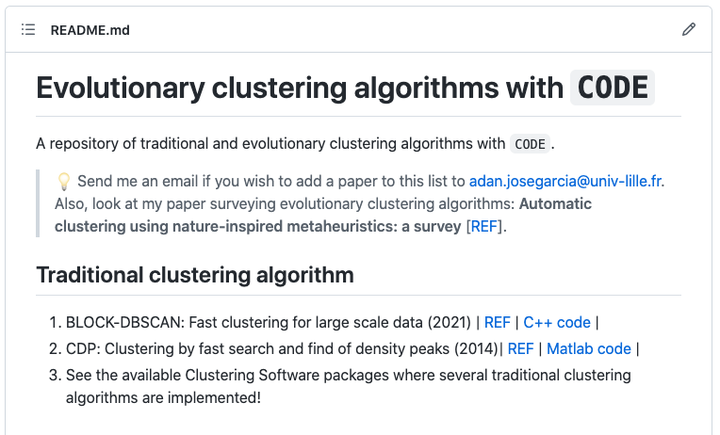 README.md
Evolutionary clustering algorithms with CODE
A repository of traditional and evolutionary clustering algorithms with CODE.
💡 Send me an email if you wish to add a paper to this list to adan.josegarcia@univ-lille.fr.
Also, look at my paper surveying evolutionary clustering algorithms: Automatic
clustering using nature-inspired metaheuristics: a survey [REF].
Traditional clustering algorithm
1. BLOCK-DBSCAN: Fast clustering for large scale data (2021) | REF | C++ code |
2. CDP: Clustering by fast search and find of density peaks (2014)| REF | Matlab code |
3. See the available Clustering Software packages where several traditional clustering
algorithms are implemented!